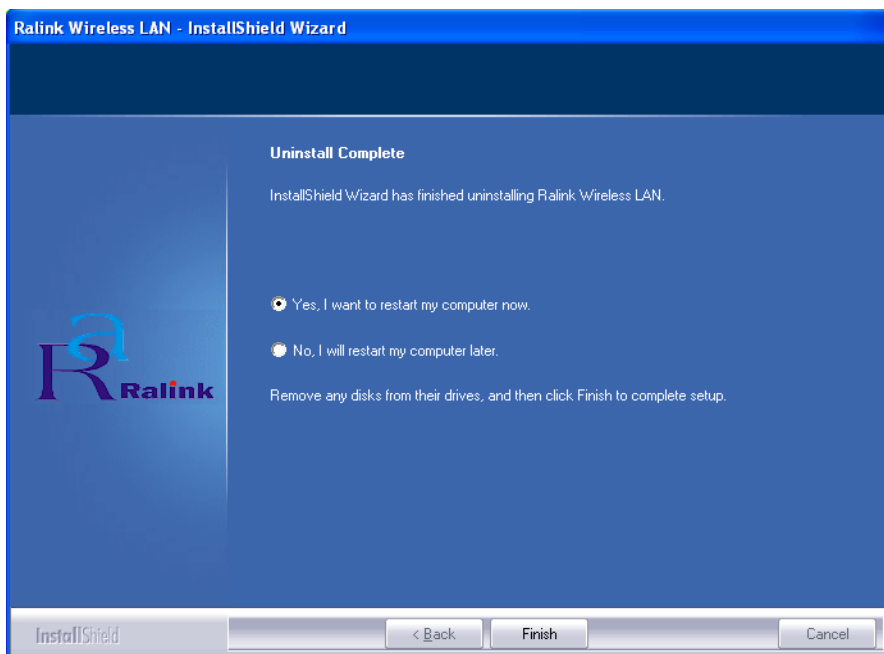 Ralink Wireless LAN - InstallShield Wizard
Uninstall Complete
InstallShield Wizard has finished uninstalling Ralink Wireless LAN.
Yes, I want to restart my computer now.
No, I will restart my computer later.
Ra
Ralink
Remove any disks from their drives, and then click Finish to complete setup.
InstallShield
< Back
Finish
Cancel